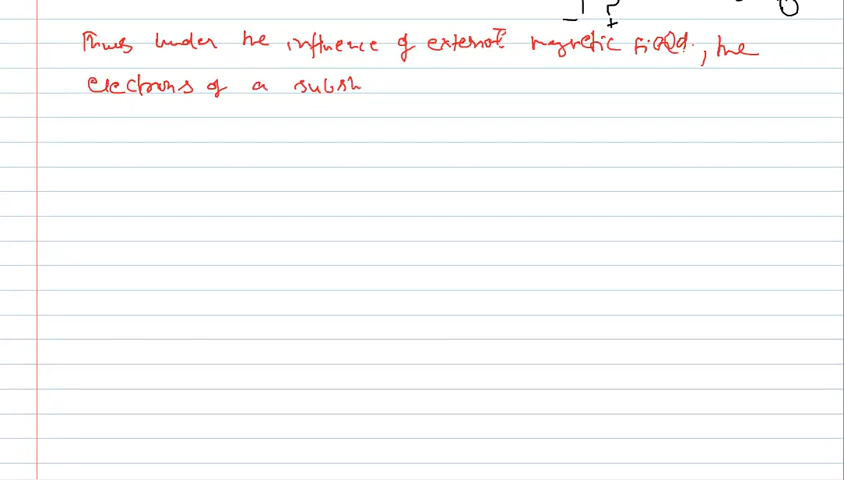 Thus under the influence of external magnetic field, the
electrons of a subsh